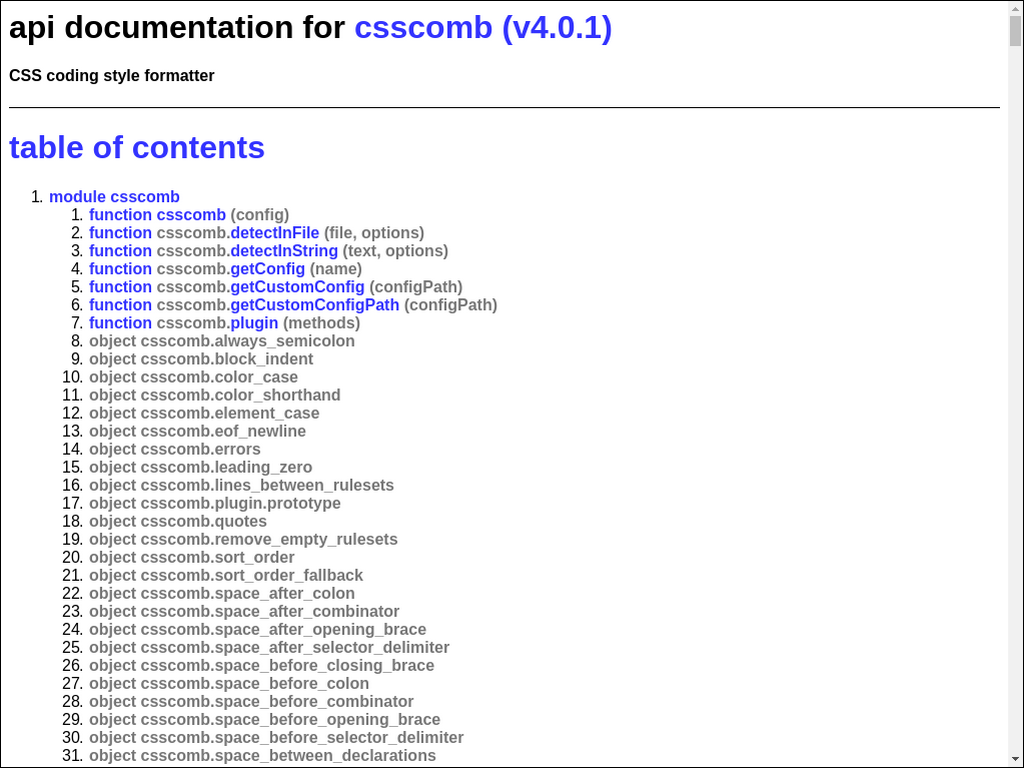 api documentation for csscomb (v4.0.1)
CSS coding style formatter
table of contents
1. module csscomb
1. function csscomb (config)
2. function csscomb.detectInFile (file, options)
3. function csscomb.detectInString (text, options)
4. function csscomb.getConfig (name)
5. function csscomb.getCustomConfig (configPath)
6. function csscomb.getCustomConfigPath (configPath)
7. function csscomb.plugin (methods)
8. object csscomb.always_semicolon
9. object csscomb.block_indent
10. object csscomb.color_case
11. object csscomb.color_shorthand
12. object csscomb.element_case
13. object csscomb.eof_newline
14. object csscomb.errors
15. object csscomb.leading_zero
16. object csscomb.lines_between_rulesets
17. object csscomb.plugin.prototype
18. object csscomb.quotes
19. object csscomb.remove_empty_rulesets
20. object csscomb.sort_order
21. object csscomb.sort_order_fallback
22. object csscomb.space_after_colon
23. object csscomb.space_after_combinator
24. object csscomb.space_after_opening_brace
25. object csscomb.space_after_selector_delimiter
26. object csscomb.space_before_closing_brace
27. object csscomb.space_before_colon
28. object csscomb.space_before_combinator
29. object csscomb.space_before_opening_brace
30. object csscomb.space_before_selector_delimiter
31. object csscomb.space_between_declarations